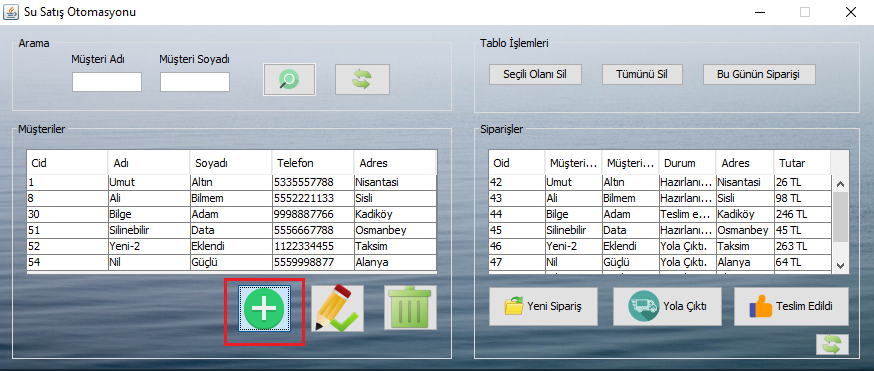 Su Satış Otomasyonu
Arama
Müşteri Adı Müşteri Soyadı
Tablo İşlemleri
Seçili Olanı Sil Tümünü Sil Bu Günün Siparişi
Müşteriler
Cid Adı Soyadı Telefon Adres
1 Umut Altın 5335557788 Nisantasi
8 Ali Bilmem 5552221133 Sisli
30 Bilge Adam 9998887766 Kadiköy
51 Silinebilir Data 5556667788 Osmanbey
52 Yeni-2 Eklendi 1122334455 Taksim
54 Nil Güçlü 5559998877 Alanya
Siparişler
Oid Müşteri... Müşteri... Durum Adres Tutar
42 Umut Altın Hazırlanı... Nisantasi 26 TL
43 Ali Bilmem Hazırlanı... Sisli 98 TL
44 Bilge Adam Teslim e... Kadiköy 246 TL
45 Silinebilir Data Hazırlanı... Osmanbey 45 TL
46 Yeni-2 Eklendi Yola Çıktı. Taksim 263 TL
47 Nil Güçlü Yola Çıktı. Alanya 64 TL
Yeni Sipariş Yola Çıktı Teslim Edildi